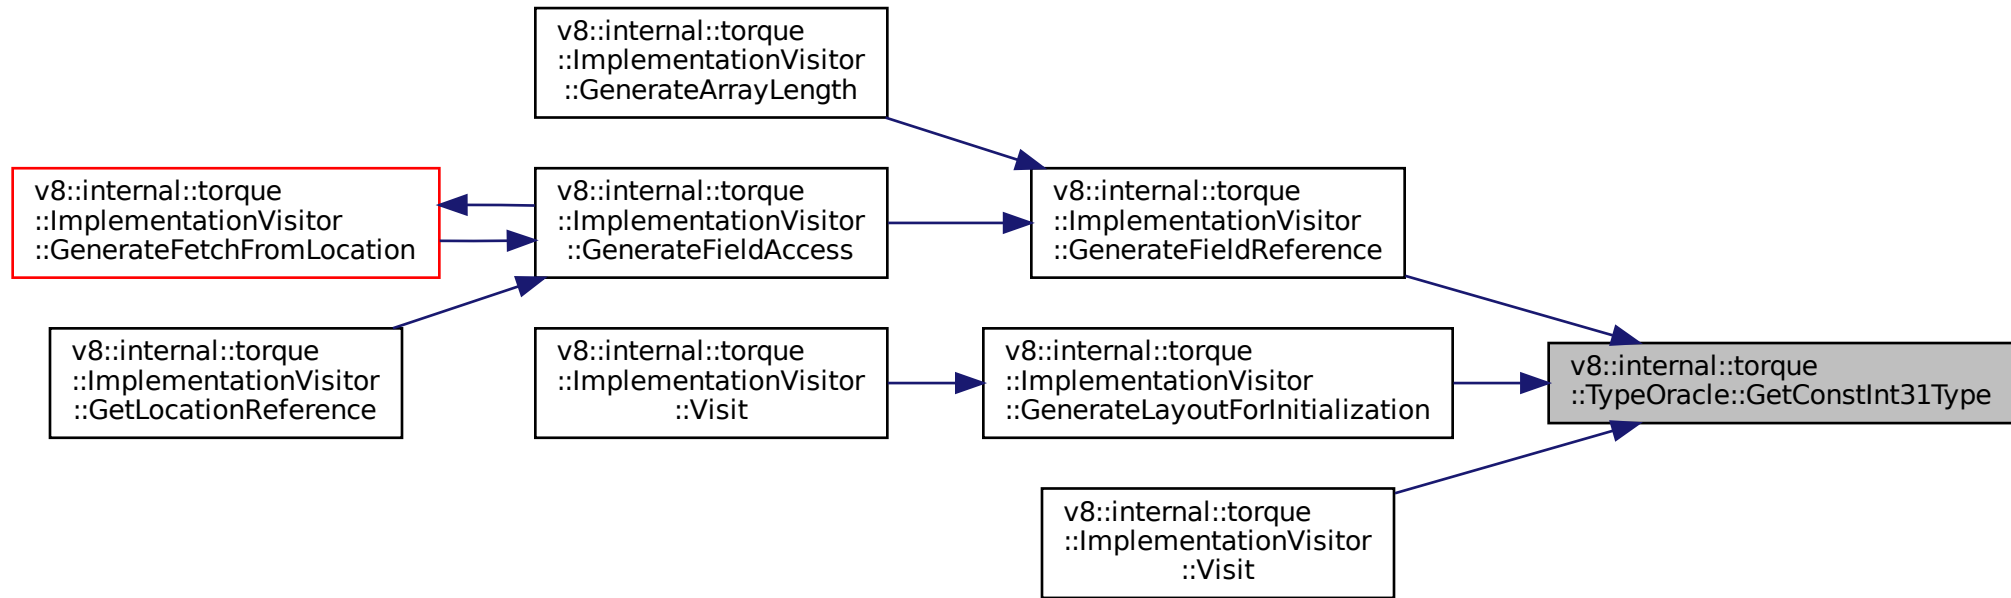 v8::internal::torque
::ImplementationVisitor
::GenerateArrayLength
v8::internal::torque
::ImplementationVisitor
::GenerateFetchFromLocation
v8::internal::torque
::ImplementationVisitor
::GenerateFieldAccess
v8::internal::torque
::ImplementationVisitor
::GenerateFieldReference
v8::internal::torque
::ImplementationVisitor
::GetLocationReference
v8::internal::torque
::ImplementationVisitor
::Visit
v8::internal::torque
::ImplementationVisitor
::GenerateLayoutForInitialization
v8::internal::torque
::TypeOracle::GetConstInt31Type
v8::internal::torque
::ImplementationVisitor
::Visit